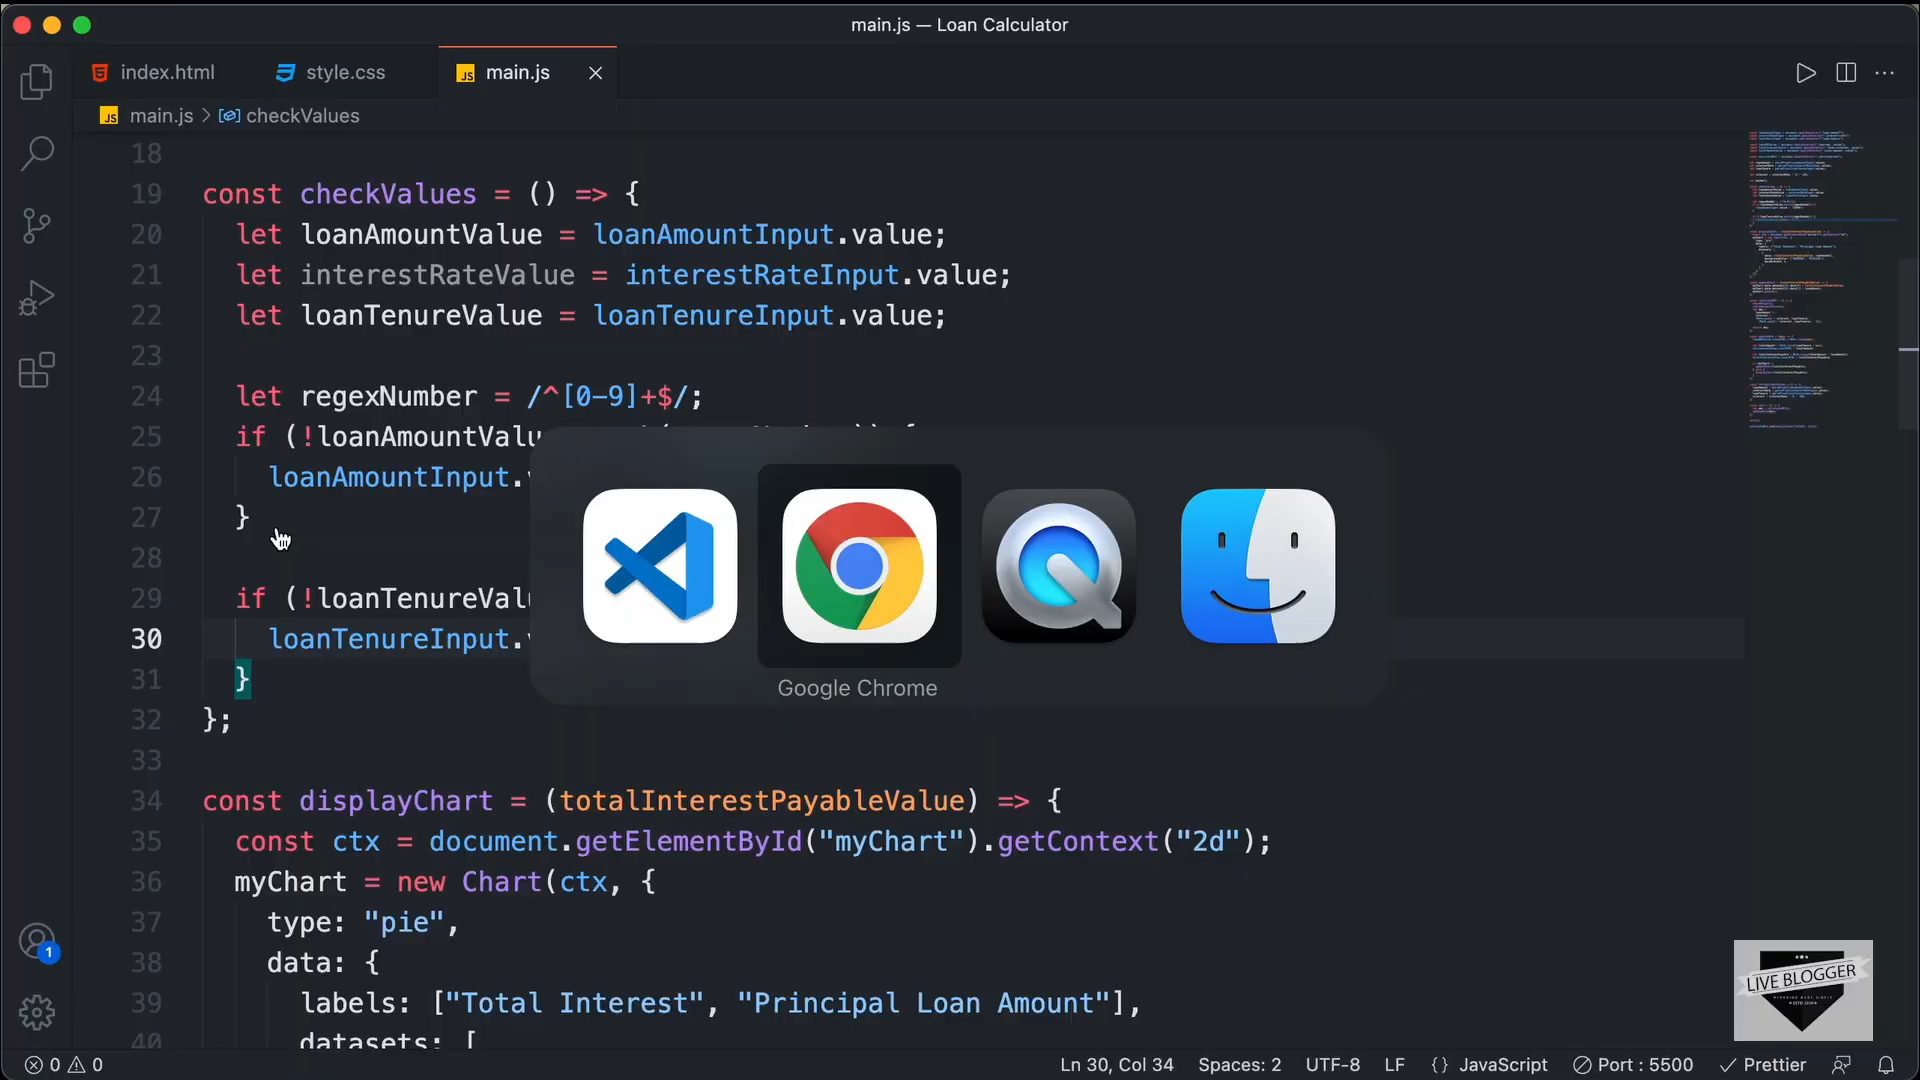 main.js — Loan Calculator
index.html
style.css
JS main.js
JS main.js > checkValues
18
19 const checkValues = () => {
20 let loanAmountValue = loanAmountInput.value;
21 let interestRateValue = interestRateInput.value;
22 let loanTenureValue = loanTenureInput.value;
23
24 let regexNumber = /^[0-9]+$/;
25 if (!loanAmountValu
26 loanAmountInput.
27 }
28
29 if (!loanTenureVal
30 loanTenureInput.
31 }
32 };
33
34 const displayChart = (totalInterestPayableValue) => {
35 const ctx = document.getElementById("myChart").getContext("2d");
36 myChart = new Chart(ctx, {
37 type: "pie",
38 data: {
39 labels: ["Total Interest", "Principal Loan Amount"],
40 datasets: [
Google Chrome
1
LIVE BLOGGER
0 0
Ln 30, Col 34
Spaces: 2
UTF-8
LF
{} JavaScript
Port : 5500
Prettier